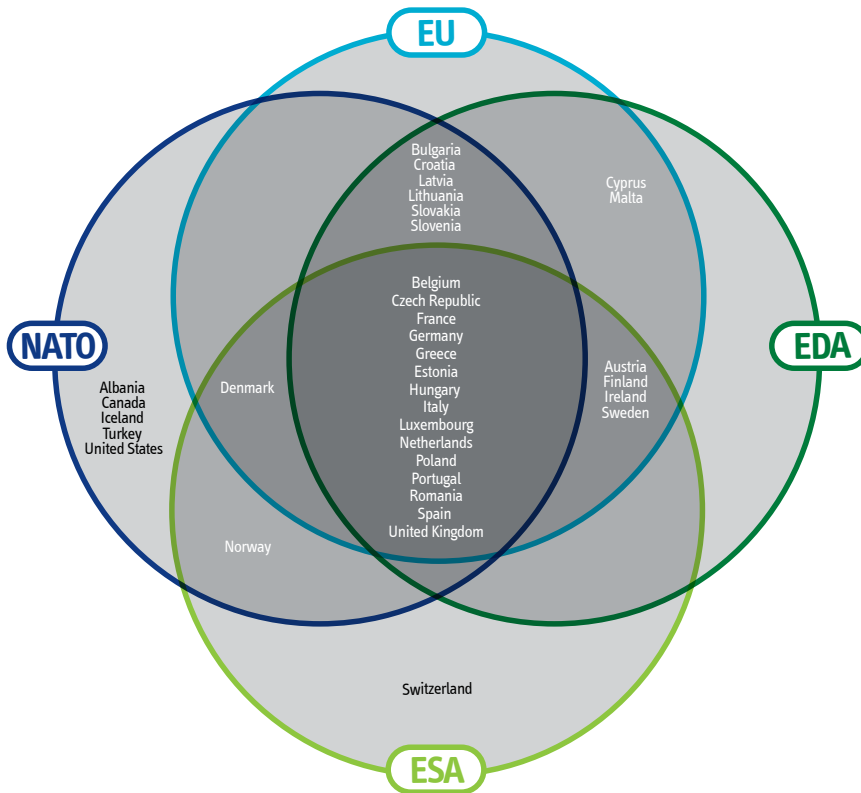 EU
Bulgaria
Croatia
Latvia
Lithuania
Slovakia
Slovenia
Cyprus
Malta
NATO
EDA
Albania
Canada
Iceland
Turkey
United States
Denmark
Belgium
Czech Republic
France
Germany
Greece
Estonia
Hungary
Italy
Luxembourg
Netherlands
Poland
Portugal
Romania
Spain
United Kingdom
Austria
Finland
Ireland
Sweden
Norway
Switzerland
ESA